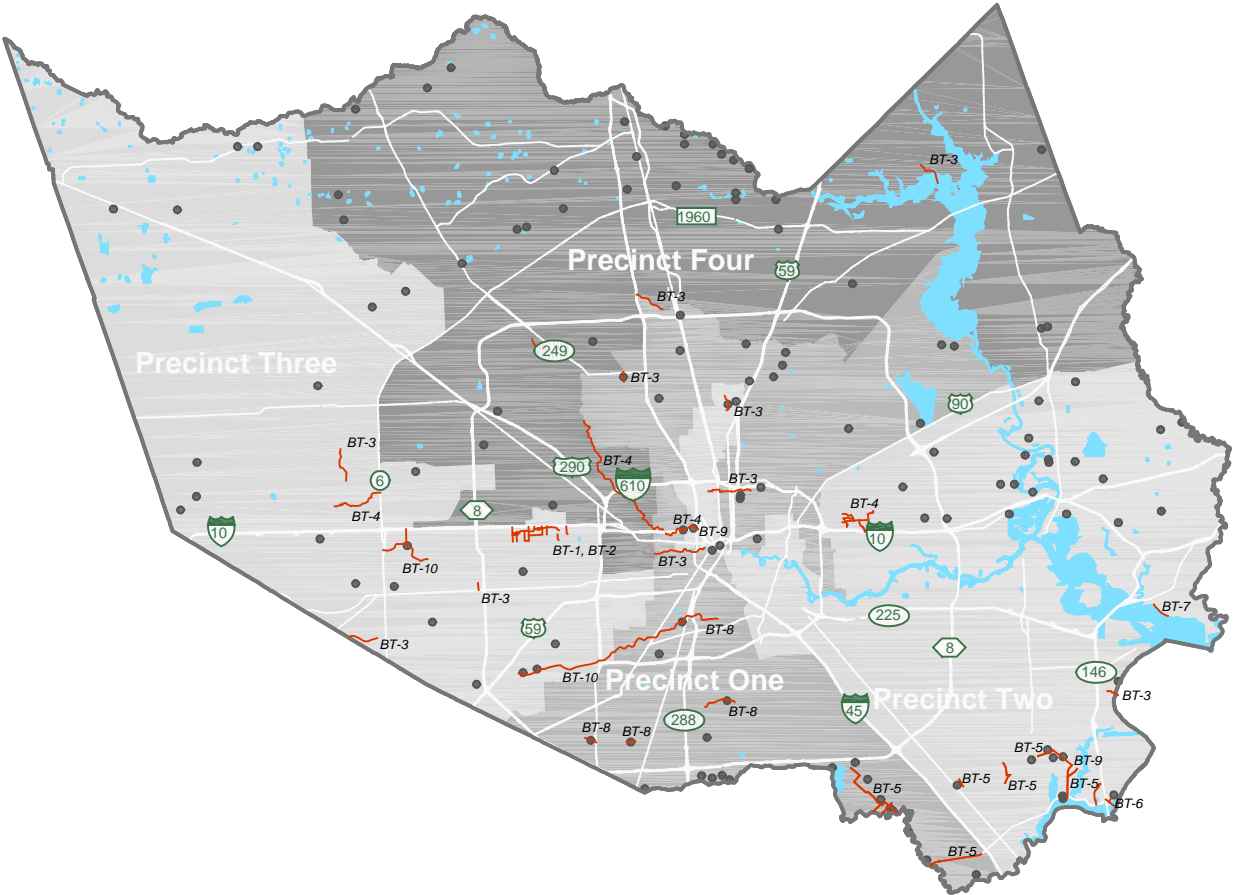 BT-3
1960
Precinct Four
59
BT-3
249
Precinct Three
BT-3
90
BT-3
BT-3
BT-4
290
6
610
BT-3
BT-4
8
BT-4
BT-4
BT-9
10
10
BT-1, BT-2
BT-3
BT-10
BT-3
BT-7
225
59
BT-8
BT-3
8
146
BT-10
Precinct One
BT-3
Precinct Two
45
BT-8
288
BT-8
BT-8
BT-5
BT-9
BT-5
BT-5
BT-5
BT-5
BT-6
BT-5